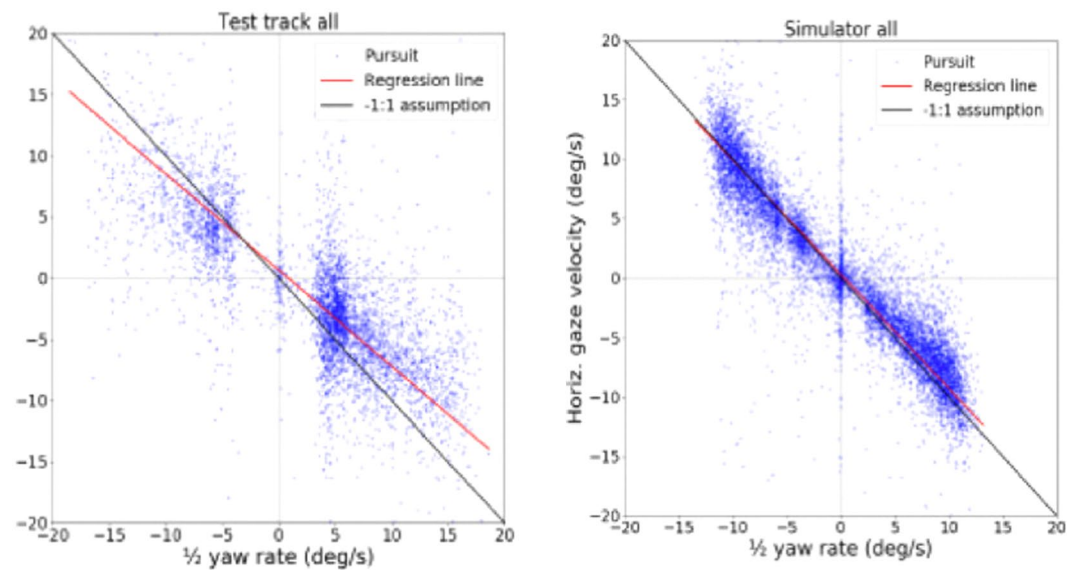 Test track all
20
15
10
5
0
−5
−10
−15
−20
Pursuit
Regression line
-1:1 assumption
−20 −15 −10 −5 0 5 10 15 20
½ yaw rate (deg/s)
Simulator all
Horiz. gaze velocity (deg/s)
20
15
10
5
0
−5
−10
−15
−20
Pursuit
Regression line
-1:1 assumption
−20 −15 −10 −5 0 5 10 15 20
½ yaw rate (deg/s)